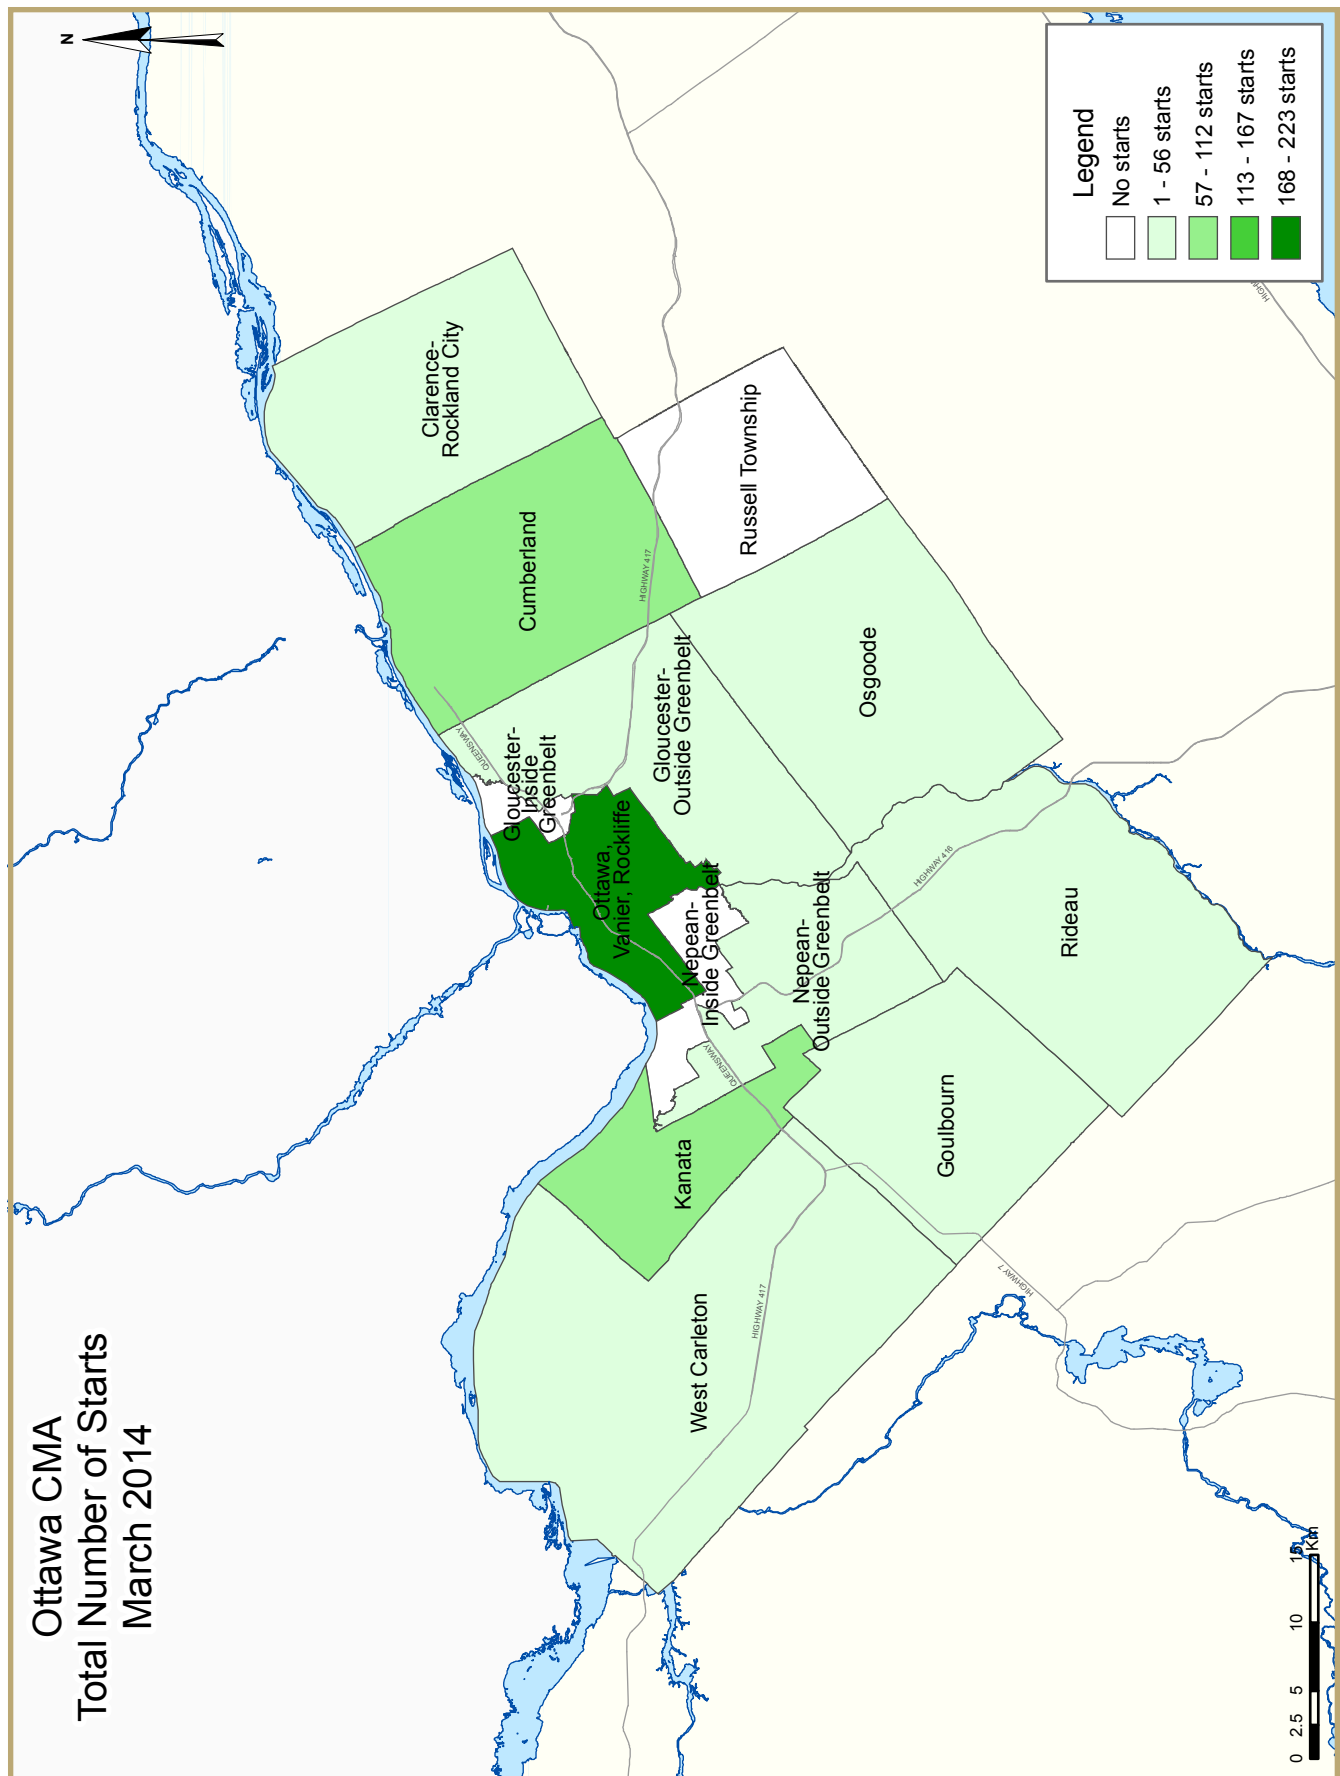 Ottawa CMA
Total Number of Starts
March 2014
N
Legend
No starts
1 - 56 starts
57 - 112 starts
113 - 167 starts
168 - 223 starts
Clarence-
Rockland City
Cumberland
Russell Township
Osgoode
Gloucester-
Outside Greenbelt
Gloucester-
Inside
Greenbelt
Ottawa,
Vanier, Rockliffe
Nepean-
Inside Greenbelt
Nepean-
Outside Greenbelt
Rideau
Goulbourn
Kanata
West Carleton
QUEENSWAY
HIGHWAY 417
HIGHWAY 416
QUEENSWAY
HIGHWAY 417
HIGHWAY 7
0 2.5 5 10 15
Km